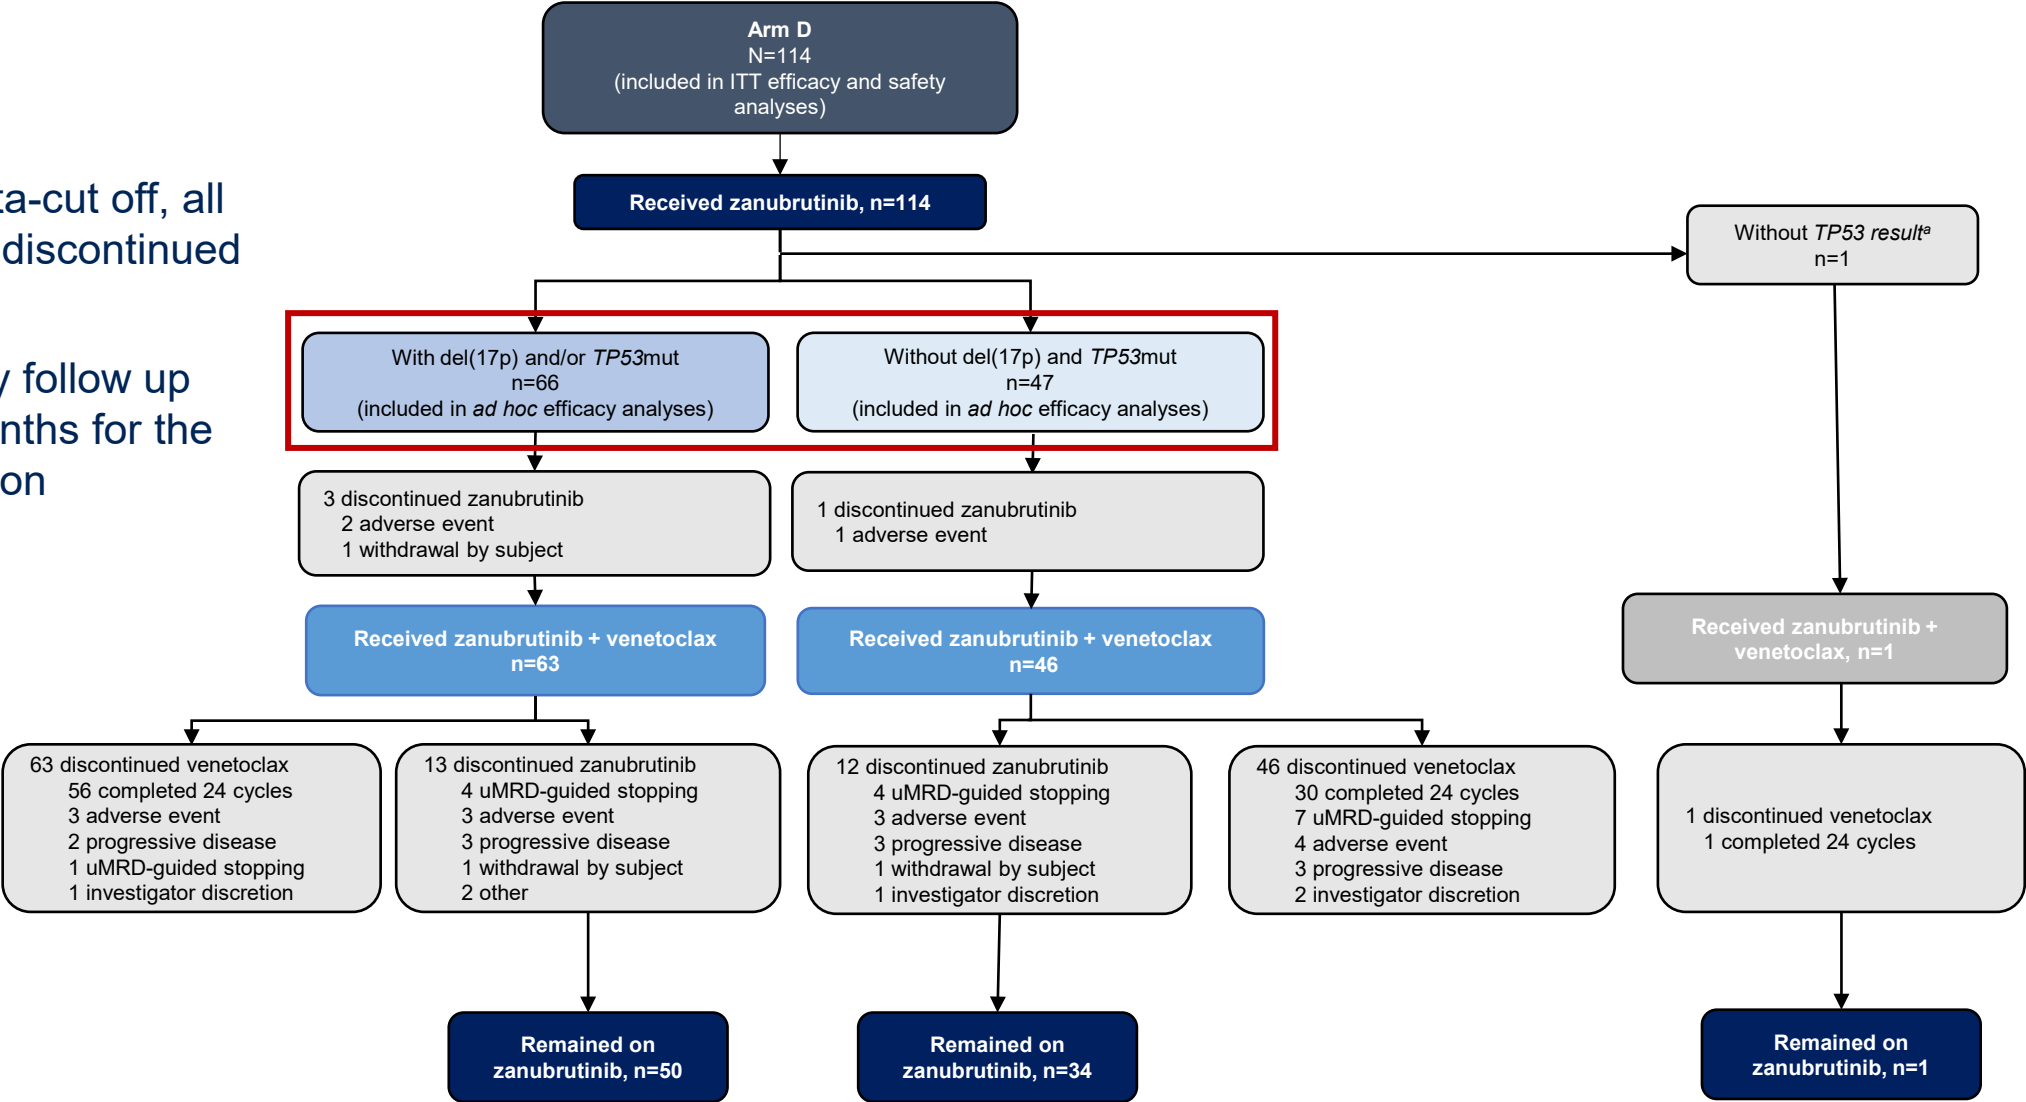 Arm D
N=114
(included in ITT efficacy and safety
analyses)
Received zanubrutinib, n=114
ta-cut off, all
discontinued
y follow up
nths for the
on
Without TP53 resultᵃ
n=1
With del(17p) and/or TP53mut
n=66
(included in ad hoc efficacy analyses)
Without del(17p) and TP53mut
n=47
(included in ad hoc efficacy analyses)
3 discontinued zanubrutinib
2 adverse event
1 withdrawal by subject
1 discontinued zanubrutinib
1 adverse event
Received zanubrutinib + venetoclax
n=63
Received zanubrutinib + venetoclax
n=46
Received zanubrutinib +
venetoclax, n=1
63 discontinued venetoclax
56 completed 24 cycles
3 adverse event
2 progressive disease
1 uMRD-guided stopping
1 investigator discretion
13 discontinued zanubrutinib
4 uMRD-guided stopping
3 adverse event
3 progressive disease
1 withdrawal by subject
2 other
12 discontinued zanubrutinib
4 uMRD-guided stopping
3 adverse event
3 progressive disease
1 withdrawal by subject
1 investigator discretion
46 discontinued venetoclax
30 completed 24 cycles
7 uMRD-guided stopping
4 adverse event
3 progressive disease
2 investigator discretion
1 discontinued venetoclax
1 completed 24 cycles
Remained on
zanubrutinib, n=50
Remained on
zanubrutinib, n=34
Remained on
zanubrutinib, n=1